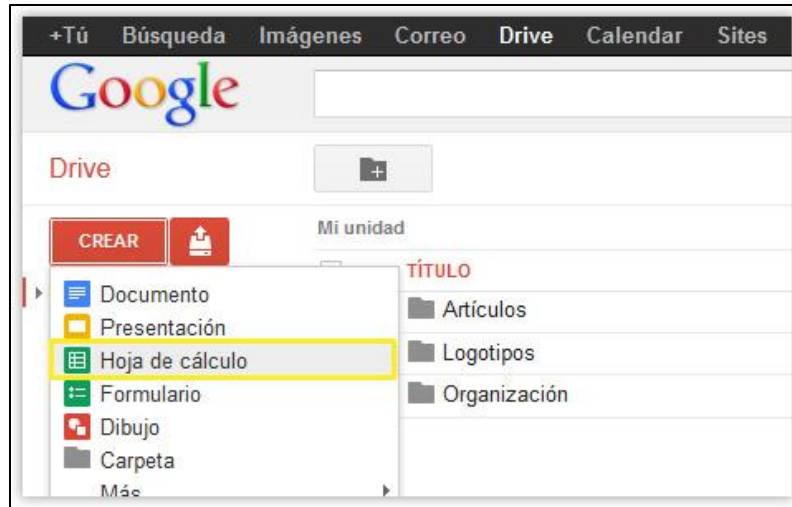 +Tú Búsqueda Imágenes Correo Drive Calendar Sites
Google
Drive
CREAR
Mi unidad
TÍTULO
Documento
Presentación
Hoja de cálculo
Formulario
Dibujo
Carpeta
Más
Artículos
Logotipos
Organización